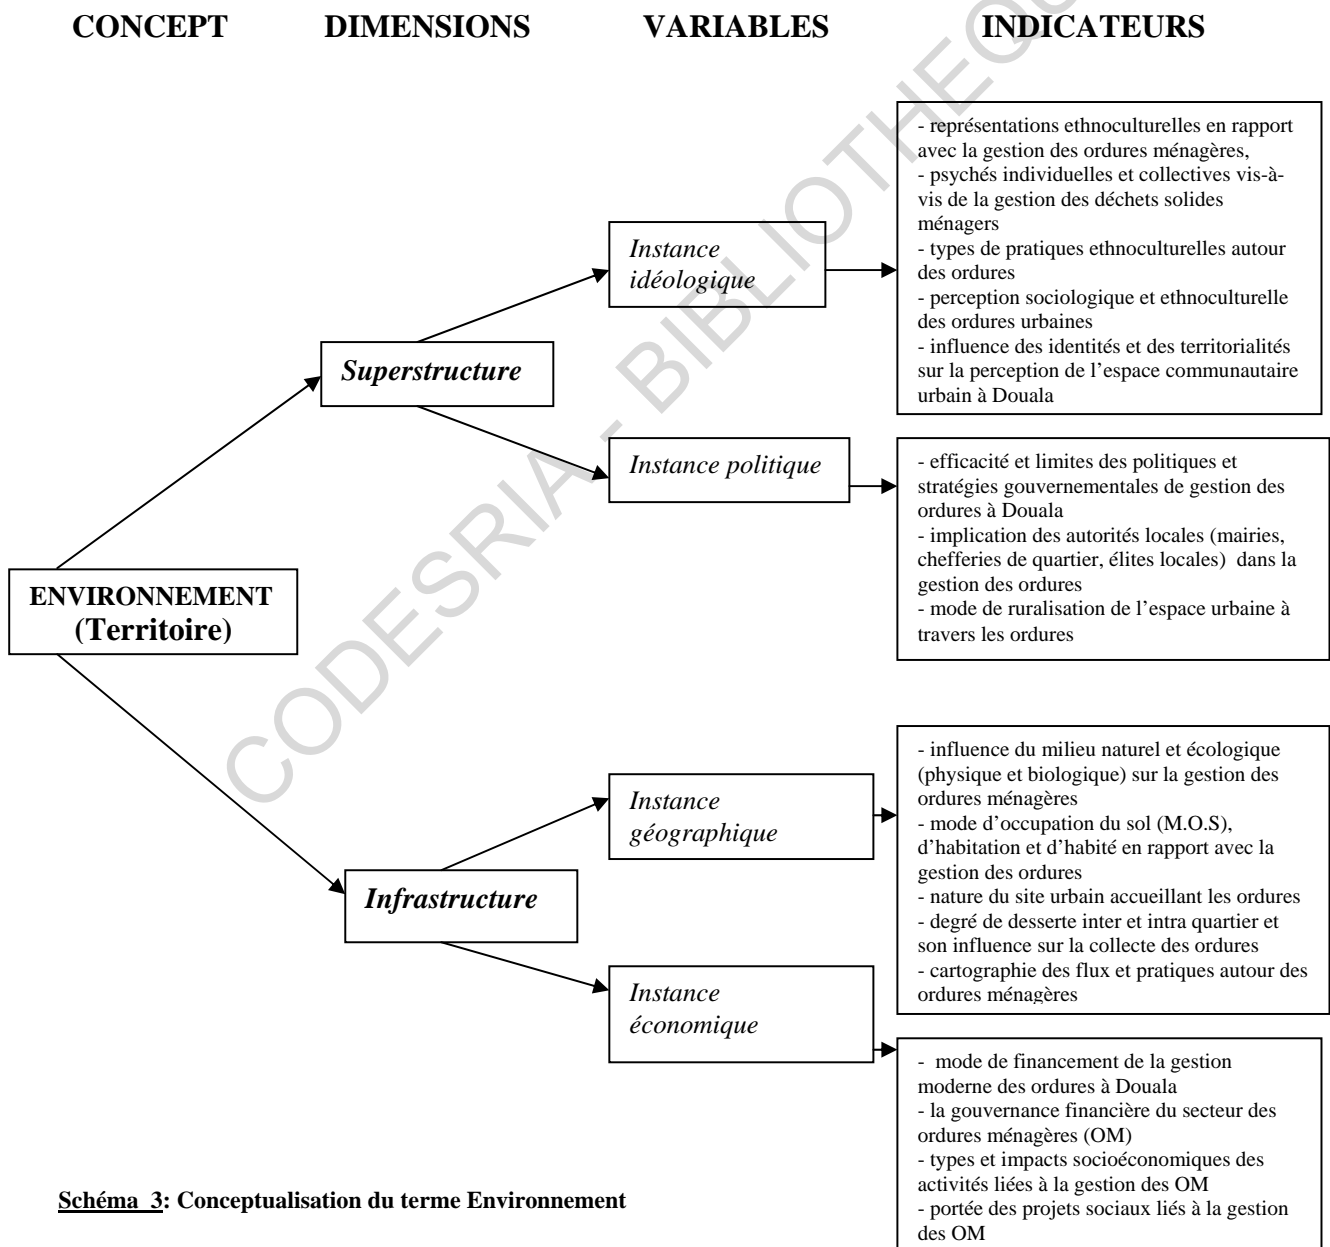 CONCEPT DIMENSIONS VARIABLES INDICATEURS
- représentations ethnoculturelles en rapport
avec la gestion des ordures ménagères,
- psychés individuelles et collectives vis-à-
vis de la gestion des déchets solides
ménagers
- types de pratiques ethnoculturelles autour
des ordures
- perception sociologique et ethnoculturelle
des ordures urbaines
- influence des identités et des territorialités
sur la perception de l'espace communautaire
urbain à Douala
Instance
idéologique
Superstructure
Instance politique
- efficacité et limites des politiques et
stratégies gouvernementales de gestion des
ordures à Douala
- implication des autorités locales (mairies,
chefferies de quartier, élites locales) dans la
gestion des ordures
- mode de ruralisation de l'espace urbaine à
travers les ordures
ENVIRONNEMENT
(Territoire)
- influence du milieu naturel et écologique
(physique et biologique) sur la gestion des
ordures ménagères
- mode d'occupation du sol (M.O.S),
d'habitation et d'habité en rapport avec la
gestion des ordures
- nature du site urbain accueillant les ordures
- degré de desserte inter et intra quartier et
son influence sur la collecte des ordures
- cartographie des flux et pratiques autour des
ordures ménagères
Instance
géographique
Infrastructure
Instance
économique
- mode de financement de la gestion
moderne des ordures à Douala
- la gouvernance financière du secteur des
ordures ménagères (OM)
- types et impacts socioéconomiques des
activités liées à la gestion des OM
- portée des projets sociaux liés à la gestion
des OM
Schéma 3: Conceptualisation du terme Environnement
CODESRIA - BIBLIOTHEQU